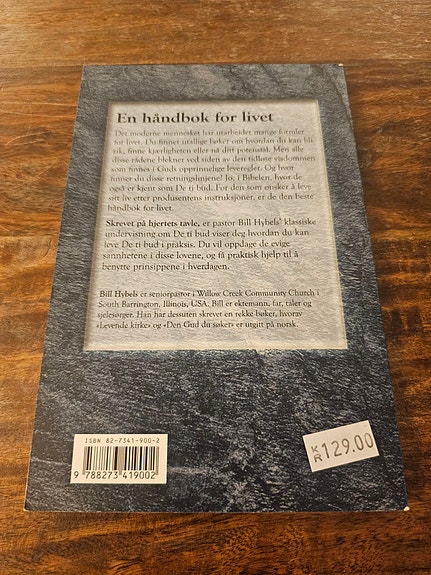 En håndbok for livet
Det moderne mennesket har utarbeidet mange formler
for livet. Du finner utallige bøker om hvordan du kan bli
rik, finne kjærligheten eller nå ditt potensial. Men alle
disse rådene blekner ved siden av den tidløse visdommen
som finnes i Guds opprinnelige leveregler. Og hvor
finner du disse retningslinjene? Jo, i Bibelen, hvor de
også er kjent som De ti bud. For den som ønsker å leve
sitt liv etter produsentens instruksjoner, er de den beste
håndbok for livet.
Skrevet på hjertets tavle, er pastor Bill Hybels' klassiske
undervisning om De ti bud viser deg hvordan du kan
leve De ti bud i praksis. Du vil oppdage de evige
sannhetene i disse lovene, og få praktisk hjelp til å
benytte prinsippene i hverdagen.
Bill Hybels er seniorpastor i Willow Creek Community Church i
South Barrington, Illinois, USA. Bill er ektemann, far, taler og
sjelesørger. Han har dessuten skrevet en rekke bøker, hvorav
«Levende kirke» og «Den Gud du søker» er utgitt på norsk.
ISBN 82-7341-900-2
9 788273 419002
KR 129.00